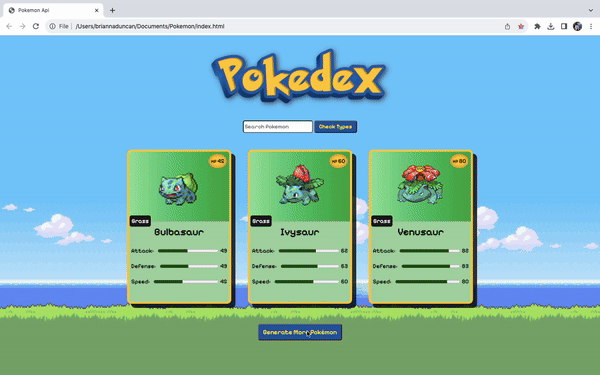 Pokemon Api
File
/Users/briannaduncan/Documents/Pokemon/index.html
Pokedex
Search Pokemon
Check Types
HP 45
HP 60
HP 80
Grass
Grass
Grass
Bulbasaur
Ivysaur
Venusaur
Attack: 49
Attack: 62
Attack: 82
Defense: 49
Defense: 63
Defense: 83
Speed: 45
Speed: 60
Speed: 80
Generate More Pokémon